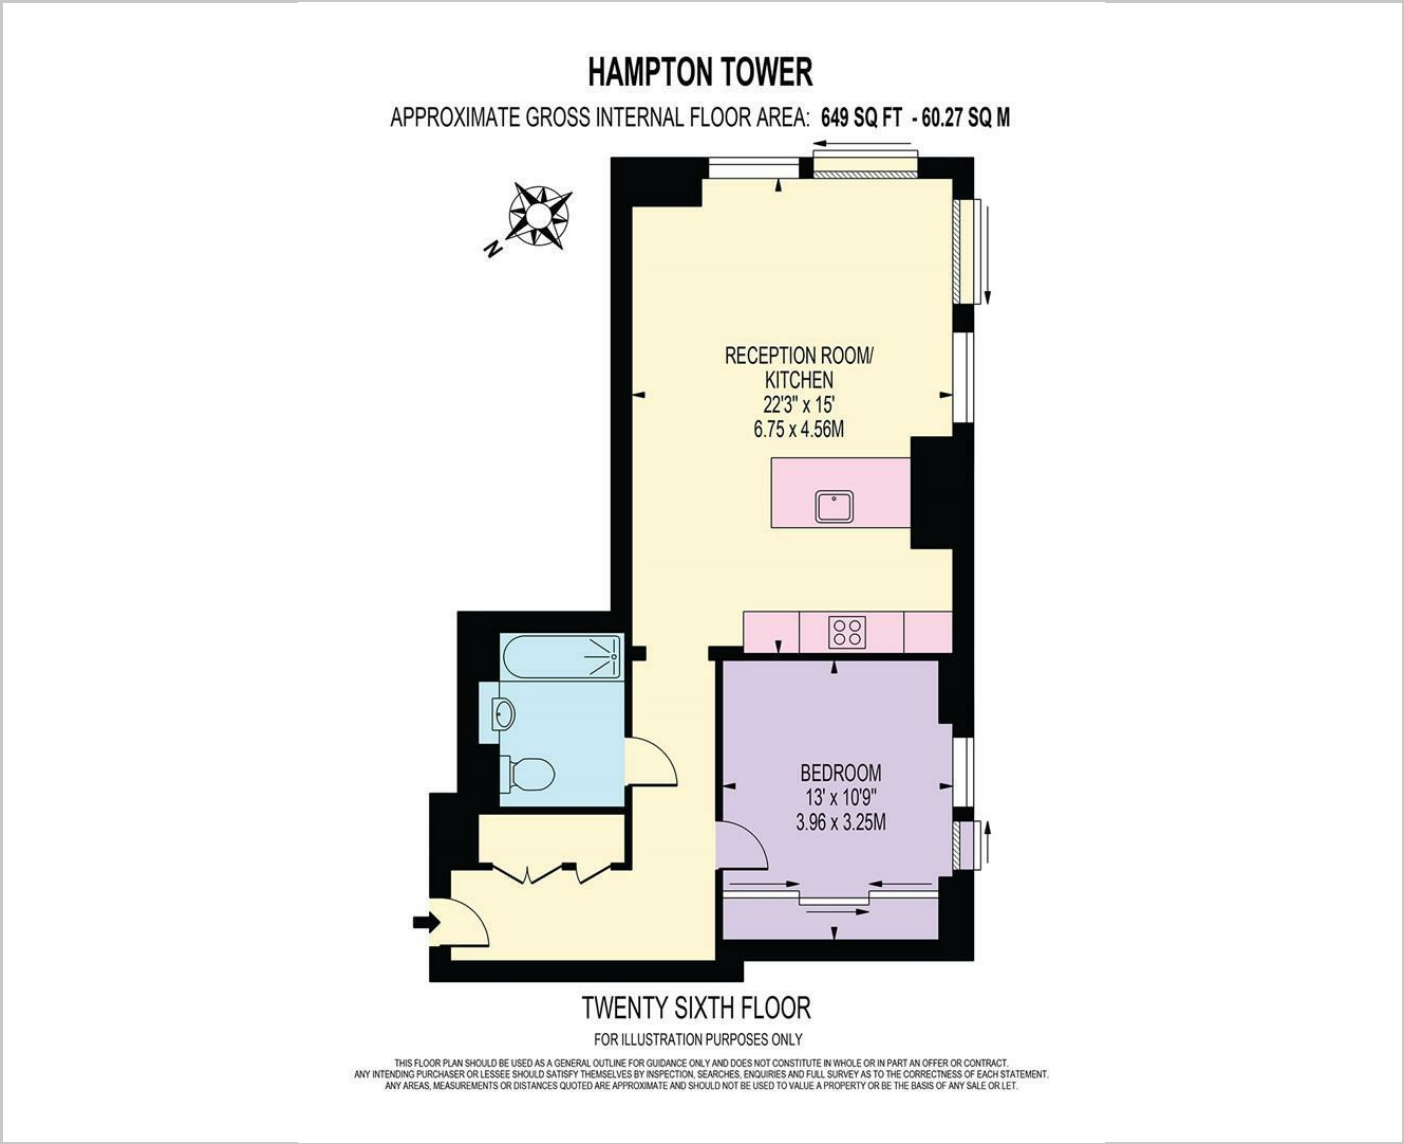 HAMPTON TOWER
APPROXIMATE GROSS INTERNAL FLOOR AREA: 649 SQ FT - 60.27 SQ M
N
RECEPTION ROOM/
KITCHEN
22'3" x 15'
6.75 x 4.56M
BEDROOM
13' x 10'9"
3.96 x 3.25M
TWENTY SIXTH FLOOR
FOR ILLUSTRATION PURPOSES ONLY
THIS FLOOR PLAN SHOULD BE USED AS A GENERAL OUTLINE FOR GUIDANCE ONLY AND DOES NOT CONSTITUTE IN WHOLE OR IN PART AN OFFER OR CONTRACT.
ANY INTENDING PURCHASER OR LESSEE SHOULD SATISFY THEMSELVES BY INSPECTION, SEARCHES, ENQUIRIES AND FULL SURVEY AS TO THE CORRECTNESS OF EACH STATEMENT.
ANY AREAS, MEASUREMENTS OR DISTANCES QUOTED ARE APPROXIMATE AND SHOULD NOT BE USED TO VALUE A PROPERTY OR BE THE BASIS OF ANY SALE OR LET.